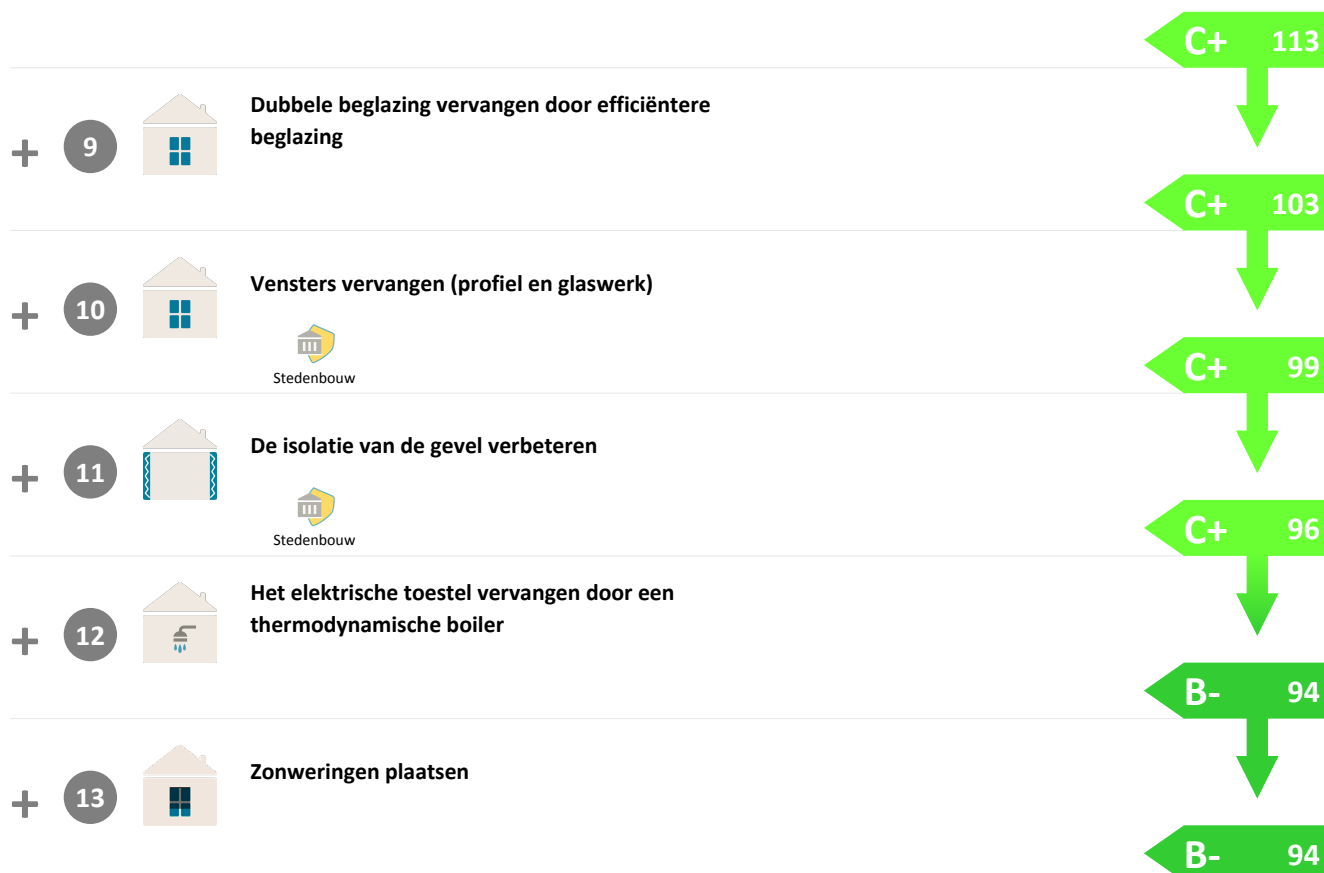 C+ 113
+ 9 Dubbele beglazing vervangen door efficiëntere
beglazing
C+ 103
+ 10 Vensters vervangen (profiel en glaswerk)
Stedenbouw
C+ 99
+ 11 De isolatie van de gevel verbeteren
Stedenbouw
C+ 96
+ 12 Het elektrische toestel vervangen door een
thermodynamische boiler
B- 94
+ 13 Zonweringen plaatsen
B- 94